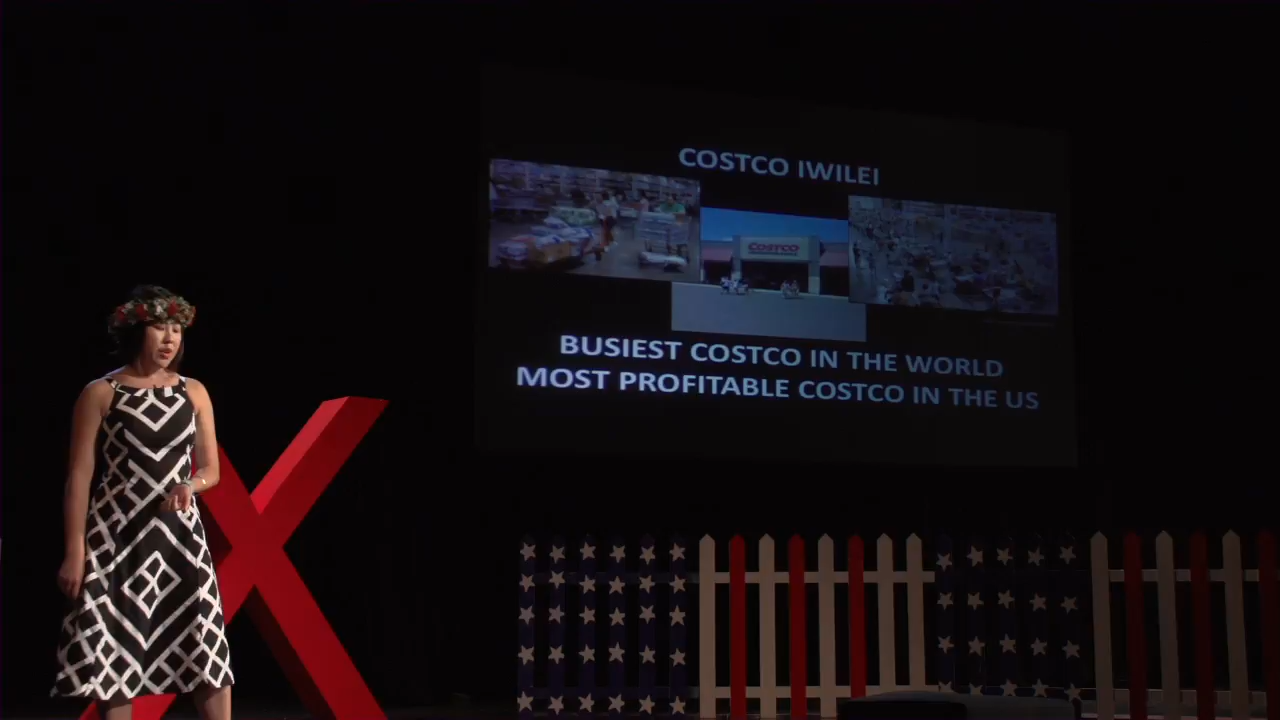 COSTCO IWILEI
COSTCO
BUSIEST COSTCO IN THE WORLD
MOST PROFITABLE COSTCO IN THE US
X